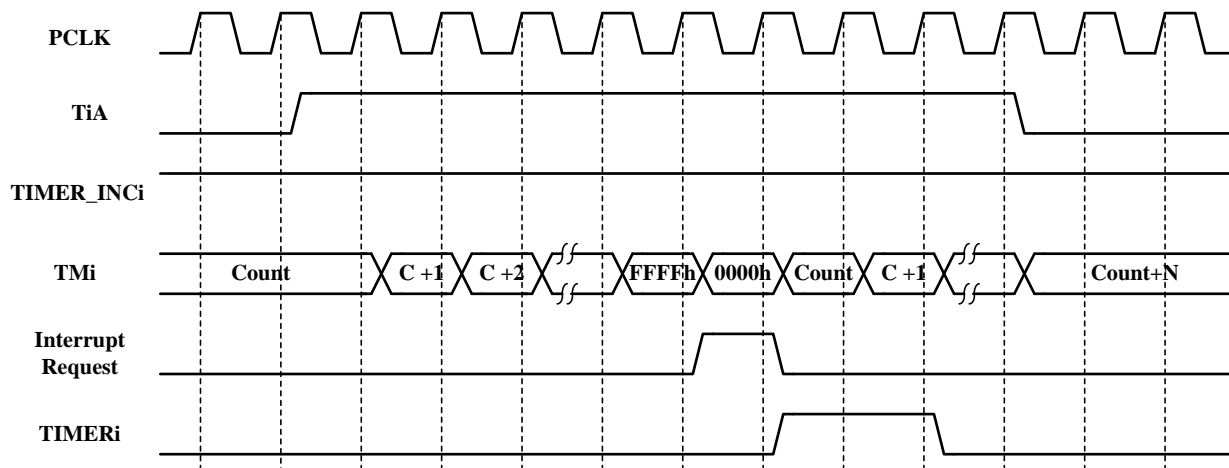 PCLK
TiA
TIMER_INCi
TMi
Count
C +1
C +2
FFFFh
0000h
Count
C +1
Count+N
Interrupt
Request
TIMERi